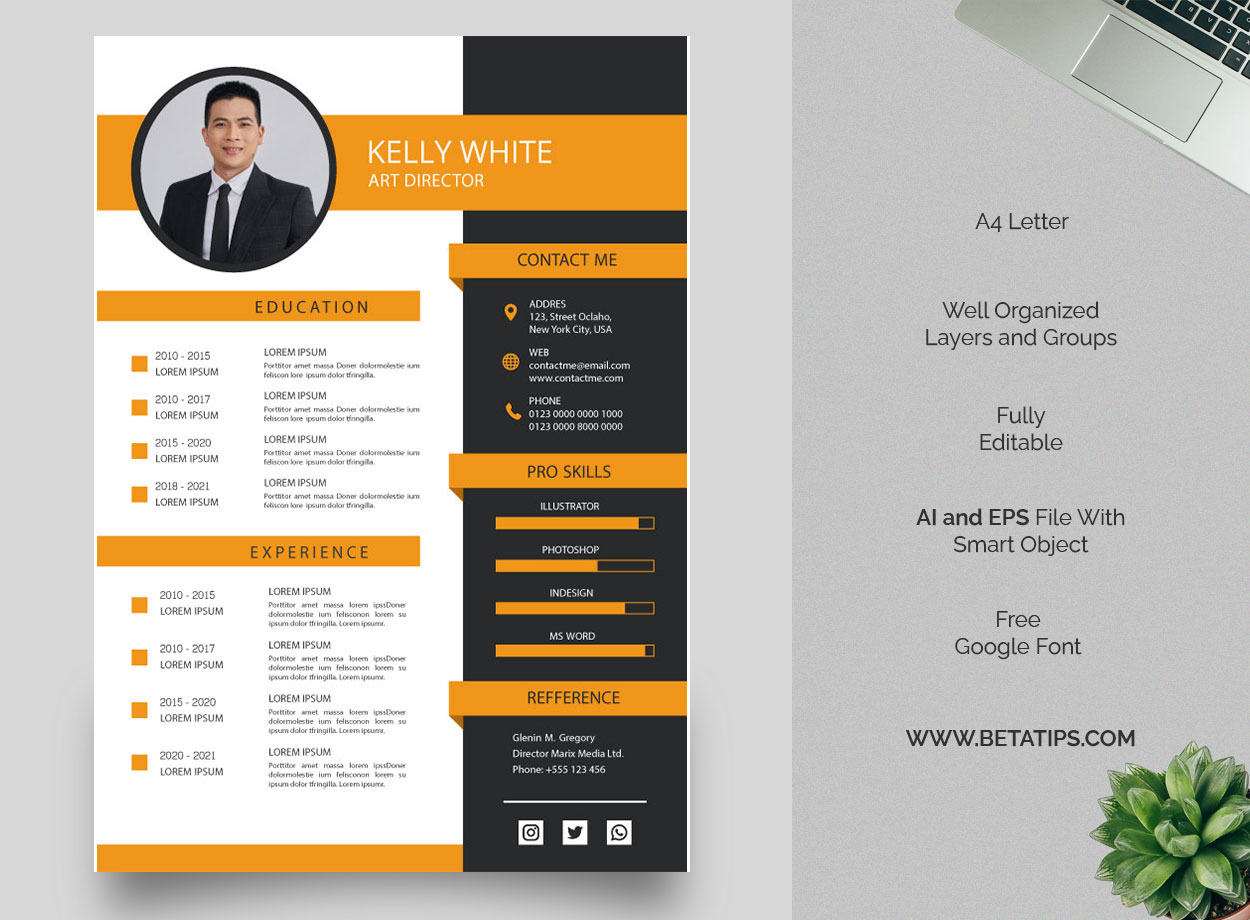 KELLY WHITE
ART DIRECTOR
EDUCATION
2010 - 2015
LOREM IPSUM
LOREM IPSUM
Porttitor amet massa Doner dolormolestie ium
feliscon lore ipsum dolor tfringilla.
2010 - 2017
LOREM IPSUM
LOREM IPSUM
Porttitor amet massa Doner dolormolestie ium
feliscon lore ipsum dolor tfringilla.
2015 - 2020
LOREM IPSUM
LOREM IPSUM
Porttitor amet massa Doner dolormolestie ium
feliscon lore ipsum dolor tfringilla.
2018 - 2021
LOREM IPSUM
LOREM IPSUM
Porttitor amet massa Doner dolormolestie ium
feliscon lore ipsum dolor tfringilla.
EXPERIENCE
2010 - 2015
LOREM IPSUM
LOREM IPSUM
Porttitor amet massa lorem ipssDoner
dolormolestie ium felisconon lorem su
ipsum dolor tfringilla. Lorem ipsumr.
2010 - 2017
LOREM IPSUM
LOREM IPSUM
Porttitor amet massa lorem ipssDoner
dolormolestie ium felisconon lorem su
ipsum dolor tfringilla. Lorem ipsumr.
2015 - 2020
LOREM IPSUM
LOREM IPSUM
Porttitor amet massa lorem ipssDoner
dolormolestie ium felisconon lorem su
ipsum dolor tfringilla. Lorem ipsumr.
2020 - 2021
LOREM IPSUM
LOREM IPSUM
Porttitor amet massa lorem ipssDoner
dolormolestie ium felisconon lorem su
ipsum dolor tfringilla. Lorem ipsumr.
CONTACT ME
ADDRES
123, Street Oclaho,
New York City, USA
WEB
contactme@email.com
www.contactme.com
PHONE
0123 0000 0000 1000
0123 0000 8000 0000
PRO SKILLS
ILLUSTRATOR
PHOTOSHOP
INDESIGN
MS WORD
REFFERENCE
Glenin M. Gregory
Director Marix Media Ltd.
Phone: +555 123 456
A4 Letter
Well Organized
Layers and Groups
Fully
Editable
AI and EPS File With
Smart Object
Free
Google Font
WWW.BETATIPS.COM